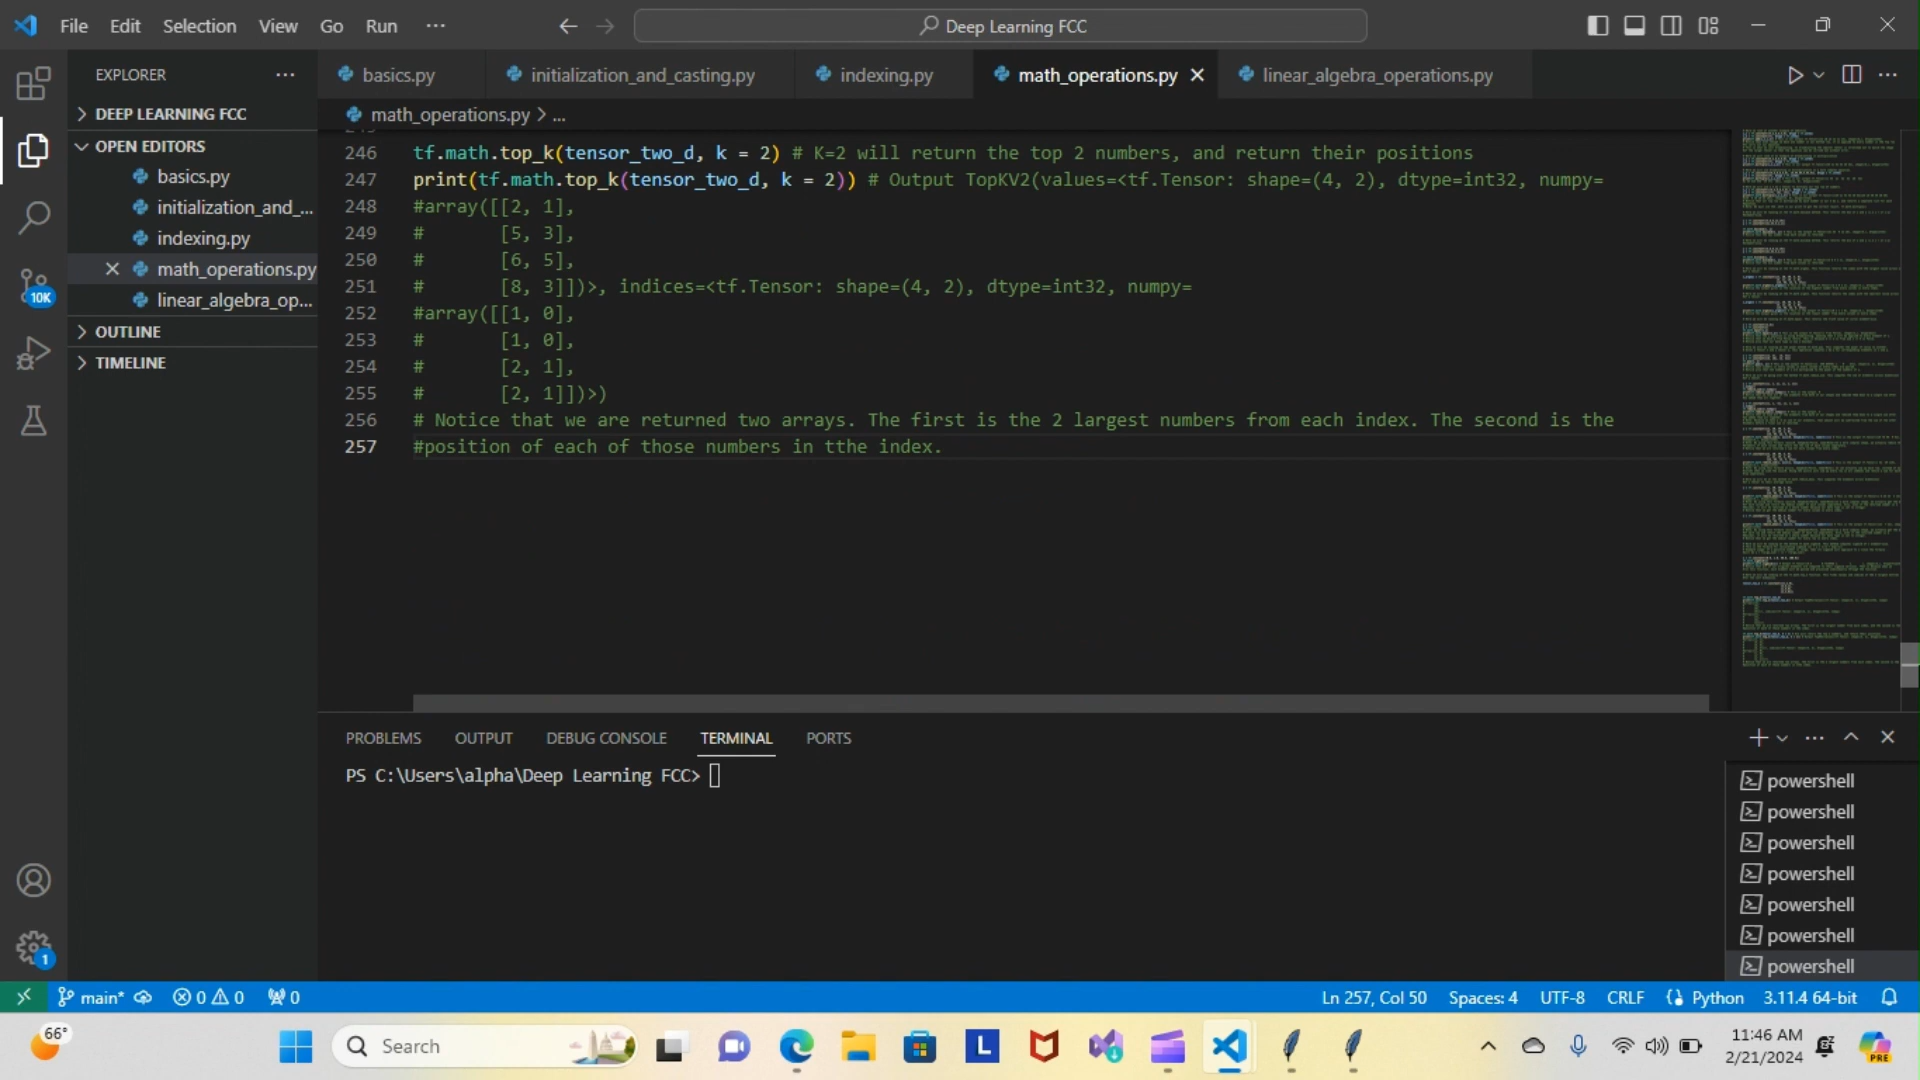 File Edit Selection View Go Run ···
Deep Learning FCC
EXPLORER
basics.py initialization_and_casting.py indexing.py math_operations.py linear_algebra_operations.py
DEEP LEARNING FCC
math_operations.py > ...
OPEN EDITORS
basics.py
initialization_and_...
indexing.py
math_operations.py
linear_algebra_op...
OUTLINE
TIMELINE
10K
246 tf.math.top_k(tensor_two_d, k = 2) # K=2 will return the top 2 numbers, and return their positions
247 print(tf.math.top_k(tensor_two_d, k = 2)) # Output TopKV2(values=<tf.Tensor: shape=(4, 2), dtype=int32, numpy=
248 #array([[2, 1],
249 #       [5, 3],
250 #       [6, 5],
251 #       [8, 3]])>, indices=<tf.Tensor: shape=(4, 2), dtype=int32, numpy=
252 #array([[1, 0],
253 #       [1, 0],
254 #       [2, 1],
255 #       [2, 1]])>)
256 # Notice that we are returned two arrays. The first is the 2 largest numbers from each index. The second is the
257 #position of each of those numbers in tthe index.
PROBLEMS OUTPUT DEBUG CONSOLE TERMINAL PORTS
PS C:\Users\alpha\Deep Learning FCC>
powershell
powershell
powershell
powershell
powershell
powershell
powershell
1
main* 0 0 0
Ln 257, Col 50 Spaces: 4 UTF-8 CRLF Python 3.11.4 64-bit
66°
Search
L
11:46 AM
2/21/2024
PRE